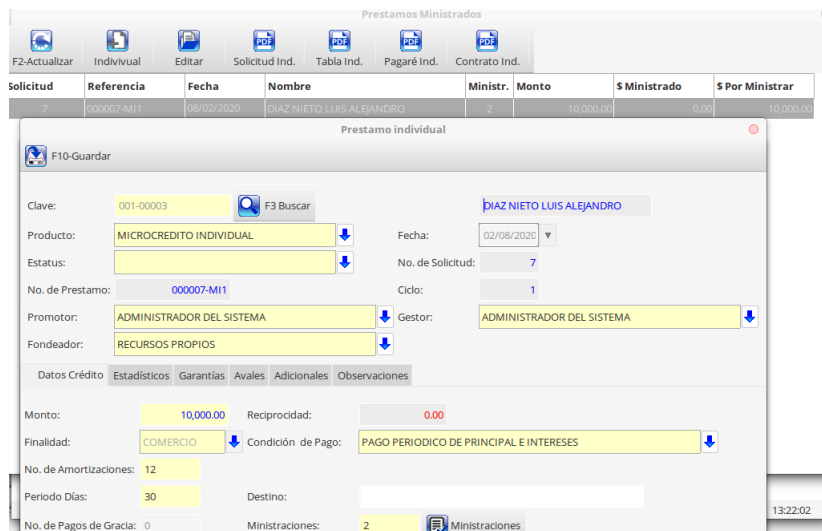 Prestamos Ministrados
F2-Actualizar Indivivual Editar Solicitud Ind. Tabla Ind. Pagaré Ind. Contrato Ind.
Solicitud Referencia Fecha Nombre Ministr. Monto $ Ministrado $ Por Ministrar
7 000007-MI1 08/02/2020 DIAZ NIETO LUIS ALEJANDRO 2 10,000.00 0.00 10,000.00
Prestamo individual
F10-Guardar
Clave: 001-00003 F3 Buscar DIAZ NIETO LUIS ALEJANDRO
Producto: MICROCREDITO INDIVIDUAL Fecha: 02/08/2020
Estatus: No. de Solicitud: 7
No. de Prestamo: 000007-MI1 Ciclo: 1
Promotor: ADMINISTRADOR DEL SISTEMA Gestor: ADMINISTRADOR DEL SISTEMA
Fondeador: RECURSOS PROPIOS
Datos Crédito Estadísticos Garantías Avales Adicionales Observaciones
Monto: 10,000.00 Reciprocidad: 0.00
Finalidad: COMERCIO Condición de Pago: PAGO PERIODICO DE PRINCIPAL E INTERESES
No. de Amortizaciones: 12
Periodo Días: 30 Destino:
13:22:02
No. de Pagos de Gracia: 0 Ministraciones: 2 Ministraciones